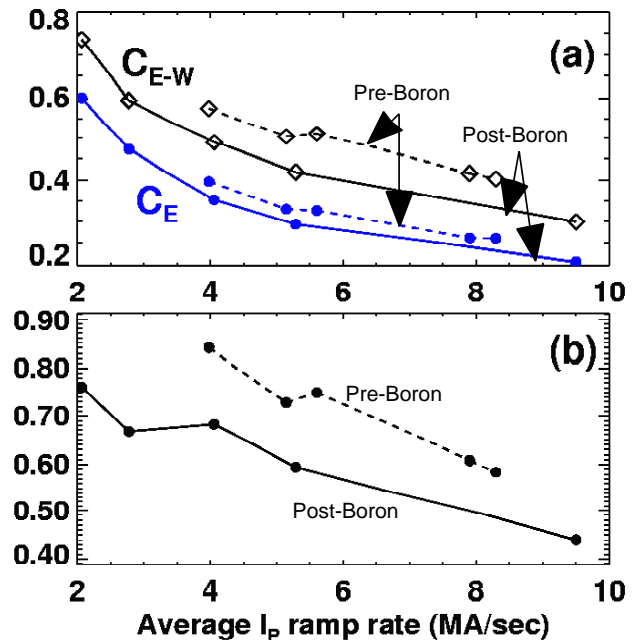 0.8
(a)
C_E-W
Pre-Boron
0.6
Post-Boron
0.4
C_E
0.2
2 4 6 8 10
0.90
(b)
0.80
Pre-Boron
0.70
0.60
Post-Boron
0.50
0.40
2 4 6 8 10
Average I_P ramp rate (MA/sec)